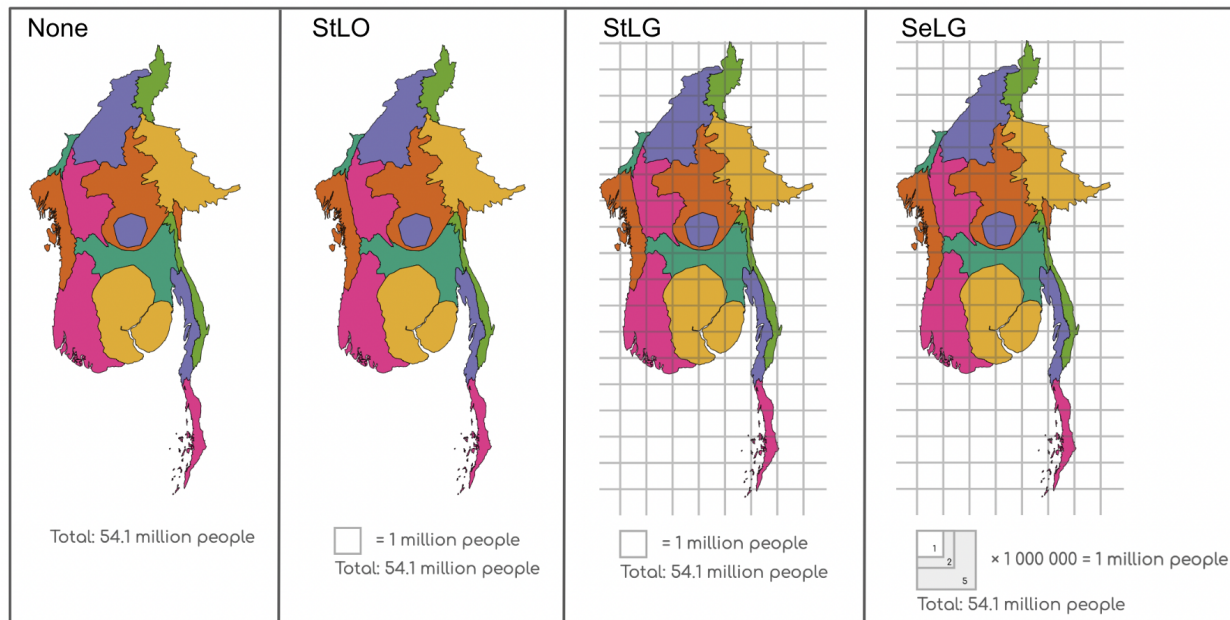 None
StLO
StLG
SeLG
Total: 54.1 million people
= 1 million people
Total: 54.1 million people
= 1 million people
Total: 54.1 million people
1
2
5
× 1 000 000 = 1 million people
Total: 54.1 million people